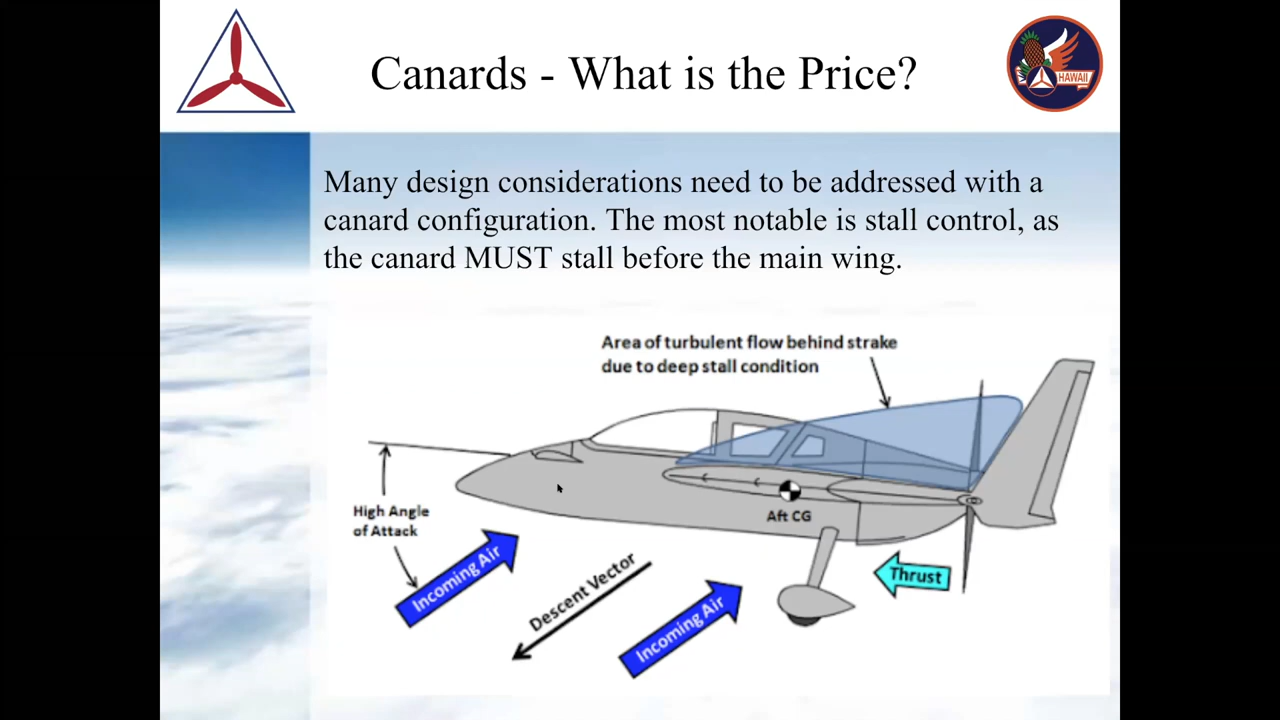 HAWAII
Canards - What is the Price?
Many design considerations need to be addressed with a
canard configuration. The most notable is stall control, as
the canard MUST stall before the main wing.
Area of turbulent flow behind strake
due to deep stall condition
High Angle
of Attack
Aft CG
Incoming Air
Descent Vector
Incoming Air
Thrust